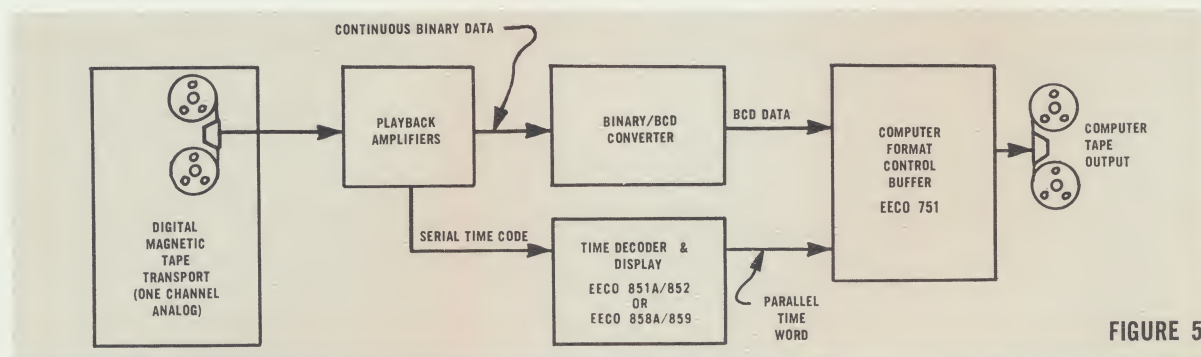 CONTINUOUS BINARY DATA
DIGITAL
MAGNETIC
TAPE
TRANSPORT
(ONE CHANNEL
ANALOG)
PLAYBACK
AMPLIFIERS
SERIAL TIME CODE
BINARY/BCD
CONVERTER
BCD DATA
TIME DECODER &
DISPLAY
EECO 851A/852
OR
EECO 858A/859
PARALLEL
TIME
WORD
COMPUTER
FORMAT
CONTROL
BUFFER
EECO 751
COMPUTER
TAPE
OUTPUT
FIGURE 5